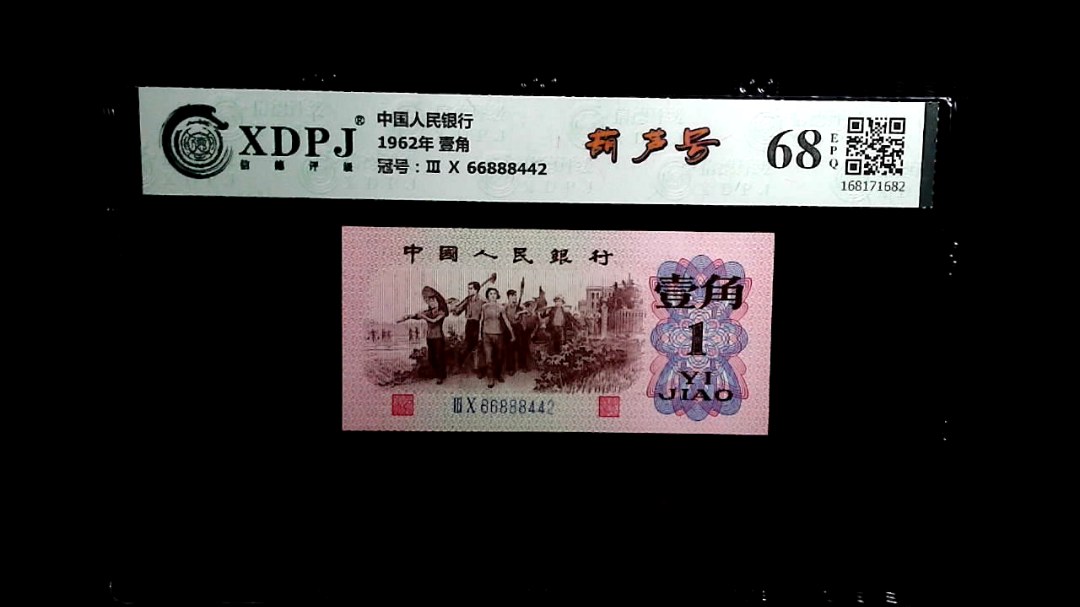 XDPJ®
信德评级
中国人民银行
1962年 壹角
冠号：Ⅲ X 66888442
葫芦号
68
EPQ
168171682
中國人民銀行
壹角
1
YI
JIAO
Ⅲ X 66888442